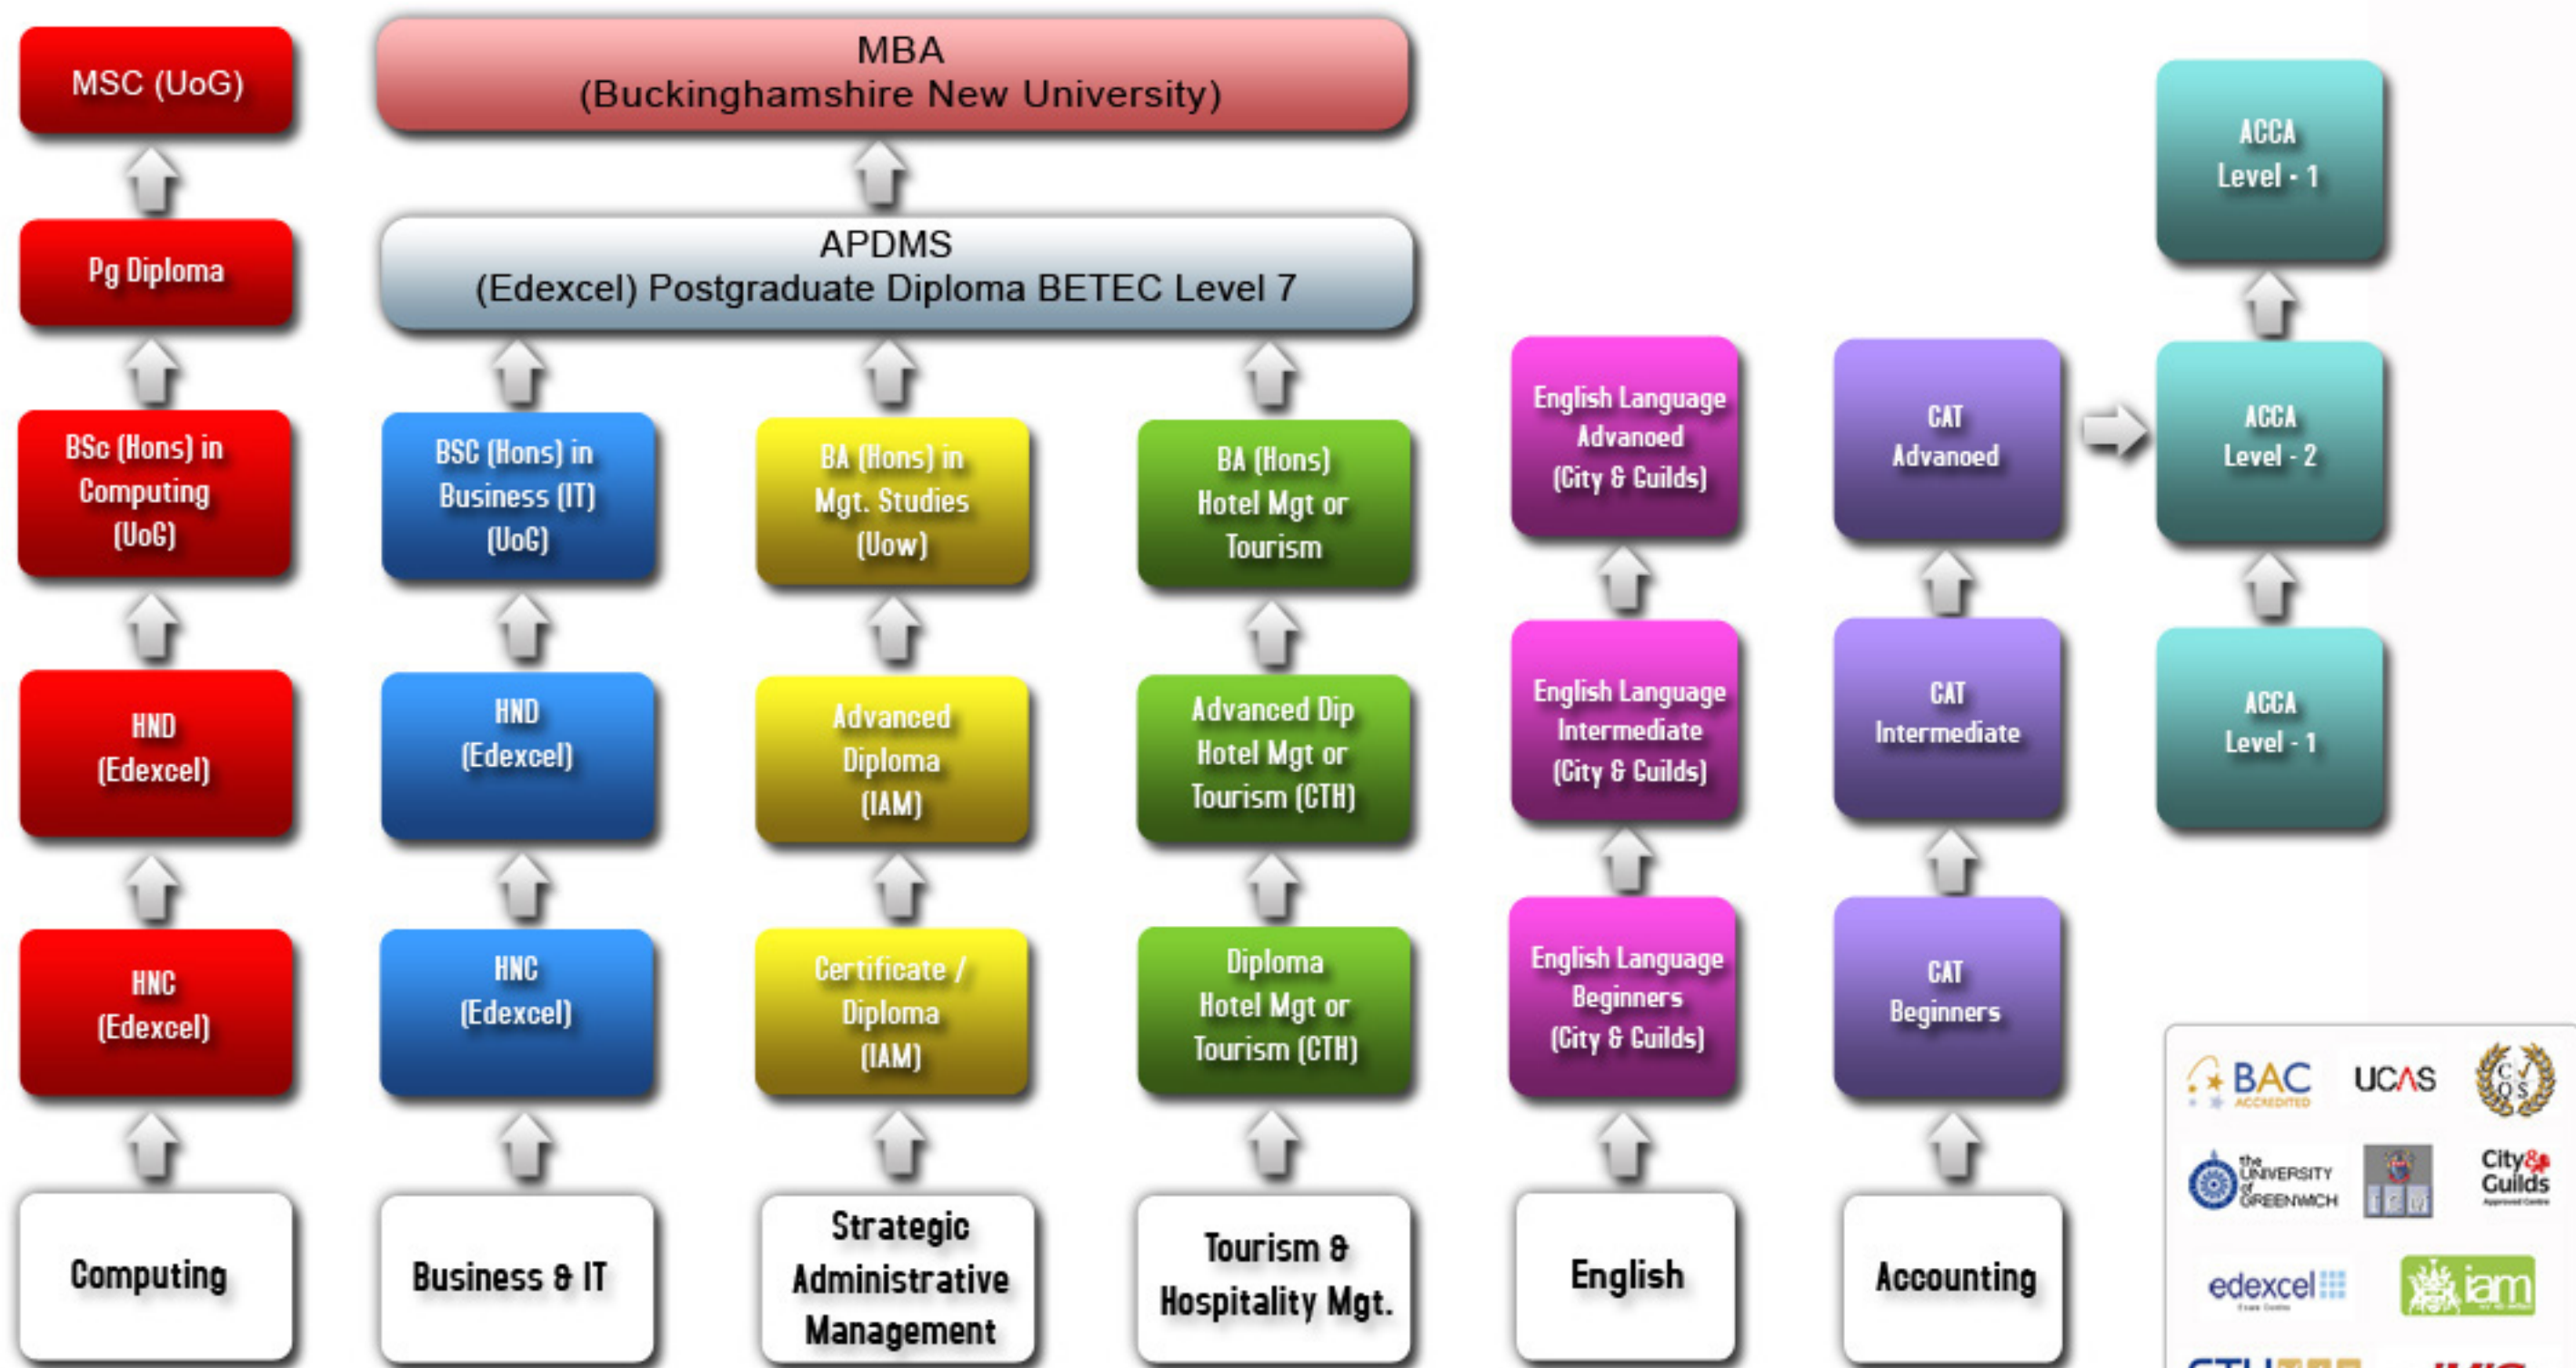 MSC (UoG)
Pg Diploma
BSc (Hons) in
Computing
(UoG)
HND
(Edexcel)
HNC
(Edexcel)
Computing
MBA
(Buckinghamshire New University)
APDMS
(Edexcel) Postgraduate Diploma BETEC Level 7
BSC (Hons) in
Business (IT)
(UoG)
HND
(Edexcel)
HNC
(Edexcel)
Business & IT
BA (Hons) in
Mgt. Studies
(Uow)
Advanced
Diploma
(IAM)
Certificate /
Diploma
(IAM)
Strategic
Administrative
Management
BA (Hons)
Hotel Mgt or
Tourism
Advanced Dip
Hotel Mgt or
Tourism (CTH)
Diploma
Hotel Mgt or
Tourism (CTH)
Tourism &
Hospitality Mgt.
English Language
Advanoed
(City & Guilds)
English Language
Intermediate
(City & Guilds)
English Language
Beginners
(City & Guilds)
English
CAT
Advanoed
CAT
Intermediate
CAT
Beginners
Accounting
ACCA
Level - 1
ACCA
Level - 2
ACCA
Level - 1
BAC
ACCREDITED
UCAS
the
UNIVERSITY
of
GREENWICH
City&
Guilds
Approved Centre
edexcel
iam